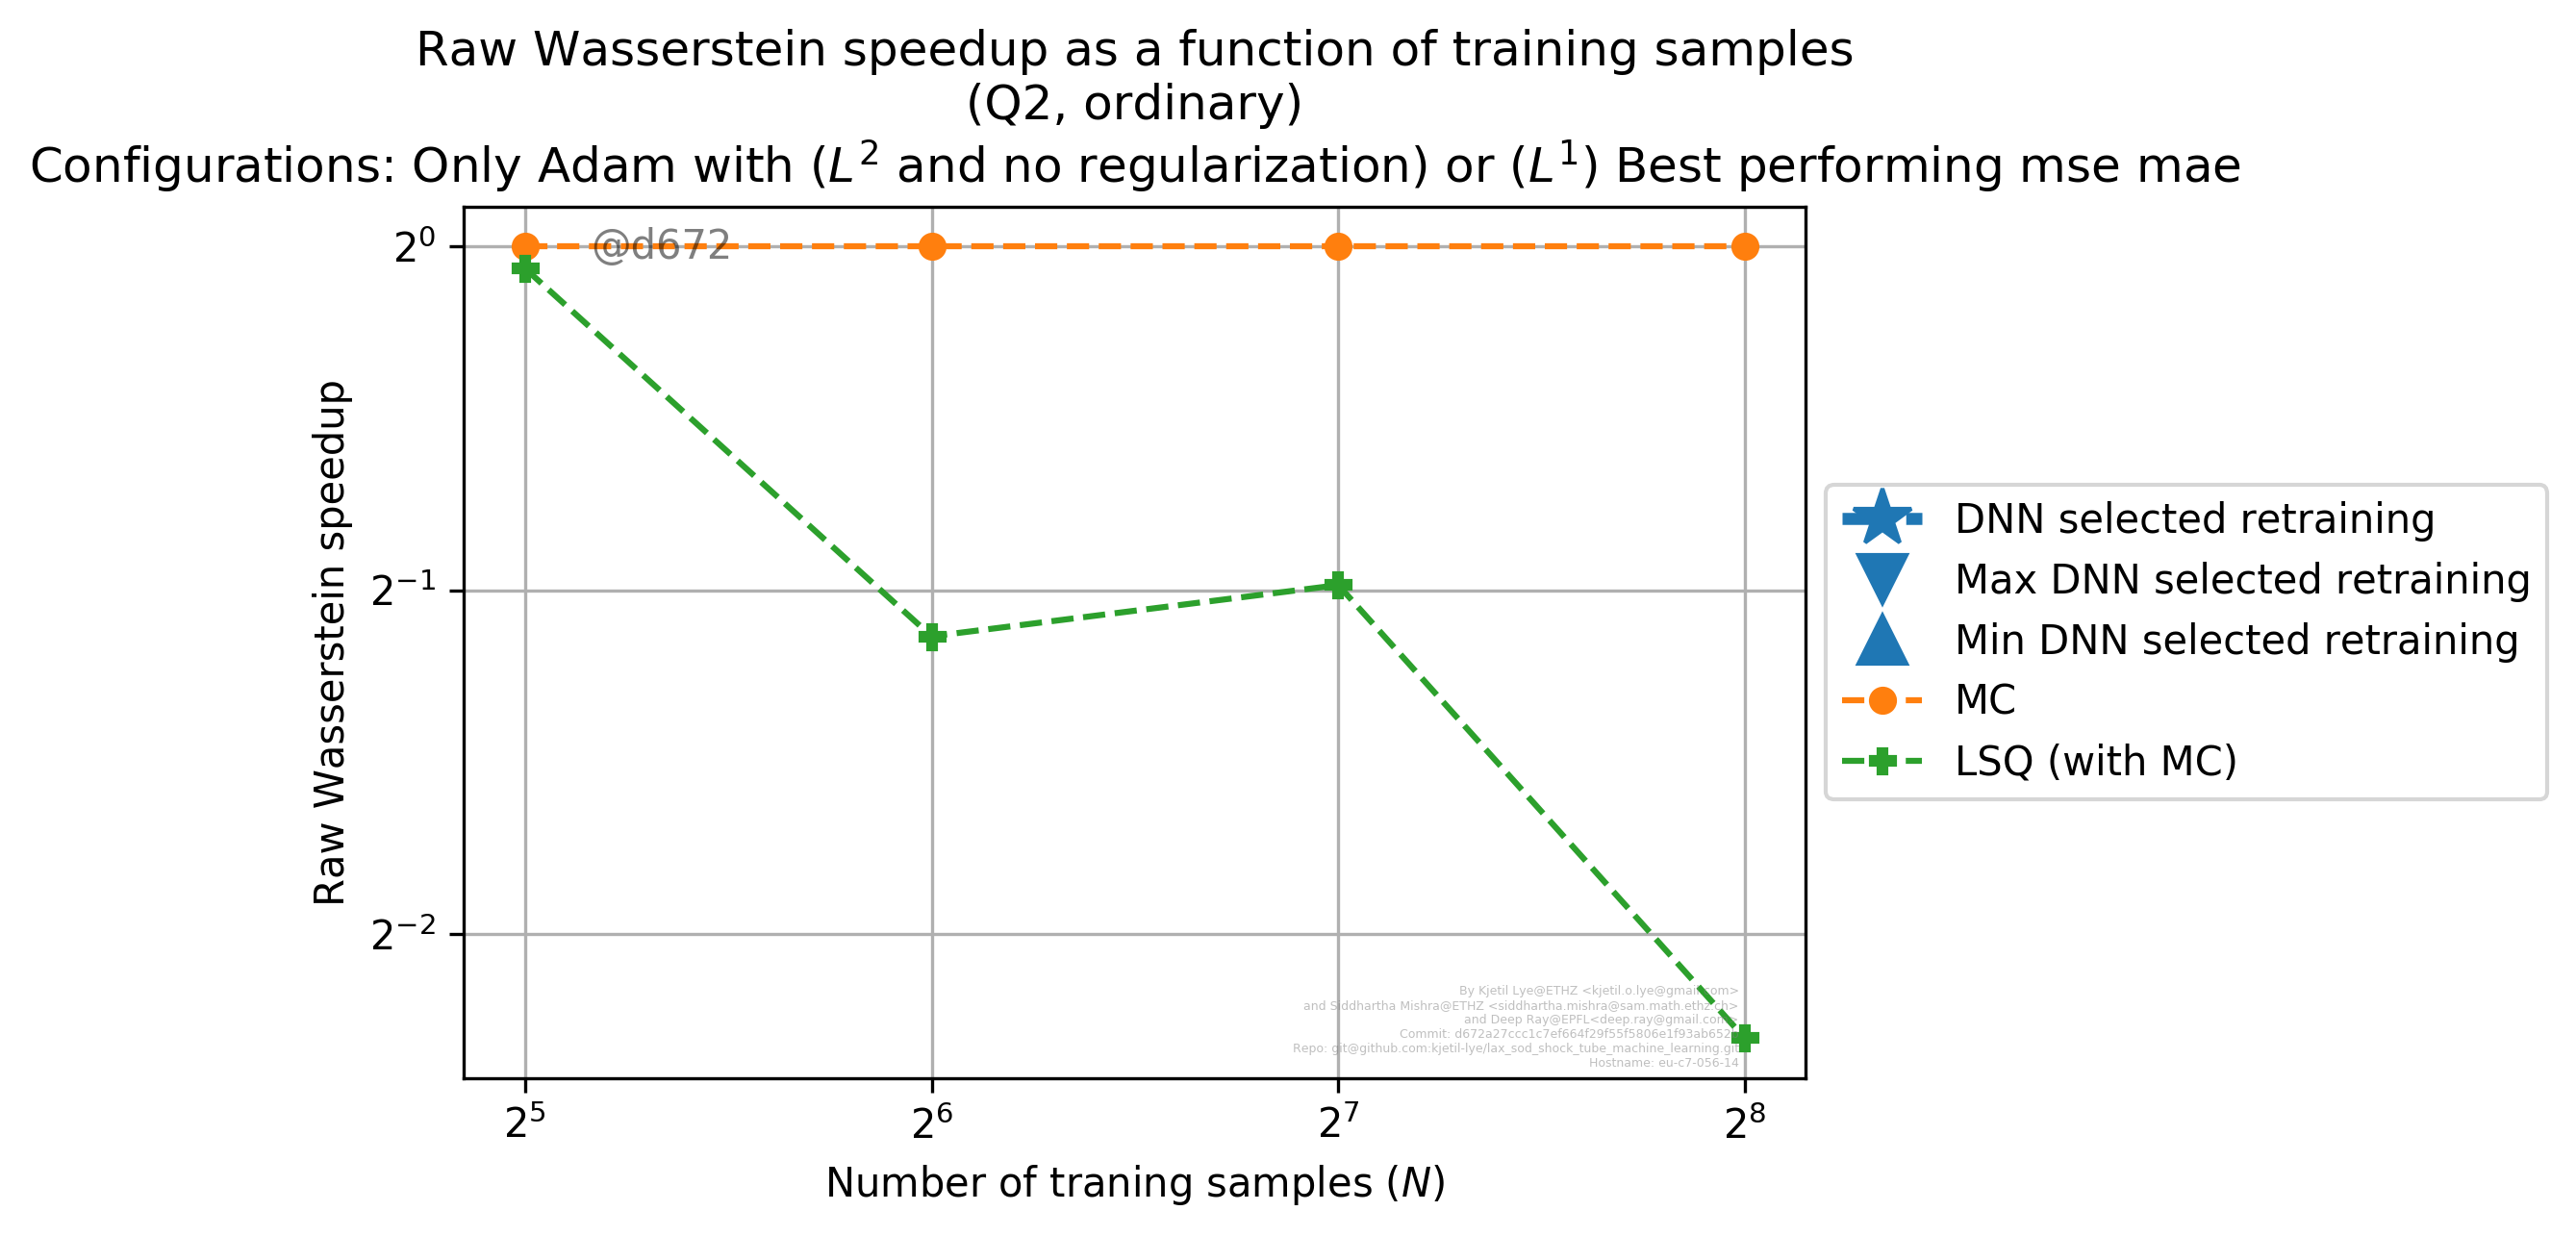 Raw Wasserstein speedup as a function of training samples
(Q2, ordinary)
Configurations: Only Adam with (L² and no regularization) or (L¹) Best performing mse mae
@d672
2⁰
2⁻¹
2⁻²
Raw Wasserstein speedup
DNN selected retraining
Max DNN selected retraining
Min DNN selected retraining
MC
LSQ (with MC)
By Kjetil Lye@ETHZ <kjetil.o.lye@gmail.com>
and Siddhartha Mishra@ETHZ <siddhartha.mishra@sam.math.ethz.ch>
and Deep Ray@EPFL<deep.ray@gmail.com>
Commit:
Repo: git@github.com:kjetil-lye/lax_sod_shock_tube_machine_learning.git
Hostname: eu-c7-056-14
2⁵ 2⁶ 2⁷ 2⁸
Number of traning samples (N)